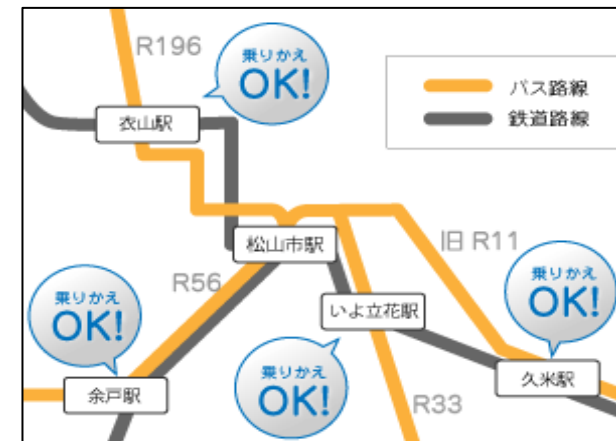 R196
乗りかえ
OK!
バス路線
鉄道路線
衣山駅
松山市駅
旧 R11
R56
乗りかえ
OK!
いよ立花駅
乗りかえ
OK!
乗りかえ
OK!
久米駅
余戸駅
R33